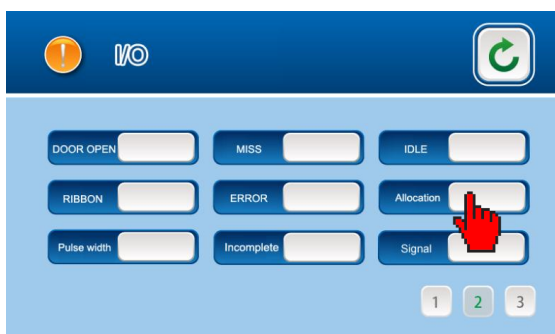 I/O
DOOR OPEN MISS IDLE
RIBBON ERROR Allocation
Pulse width Incomplete Signal
1 2 3